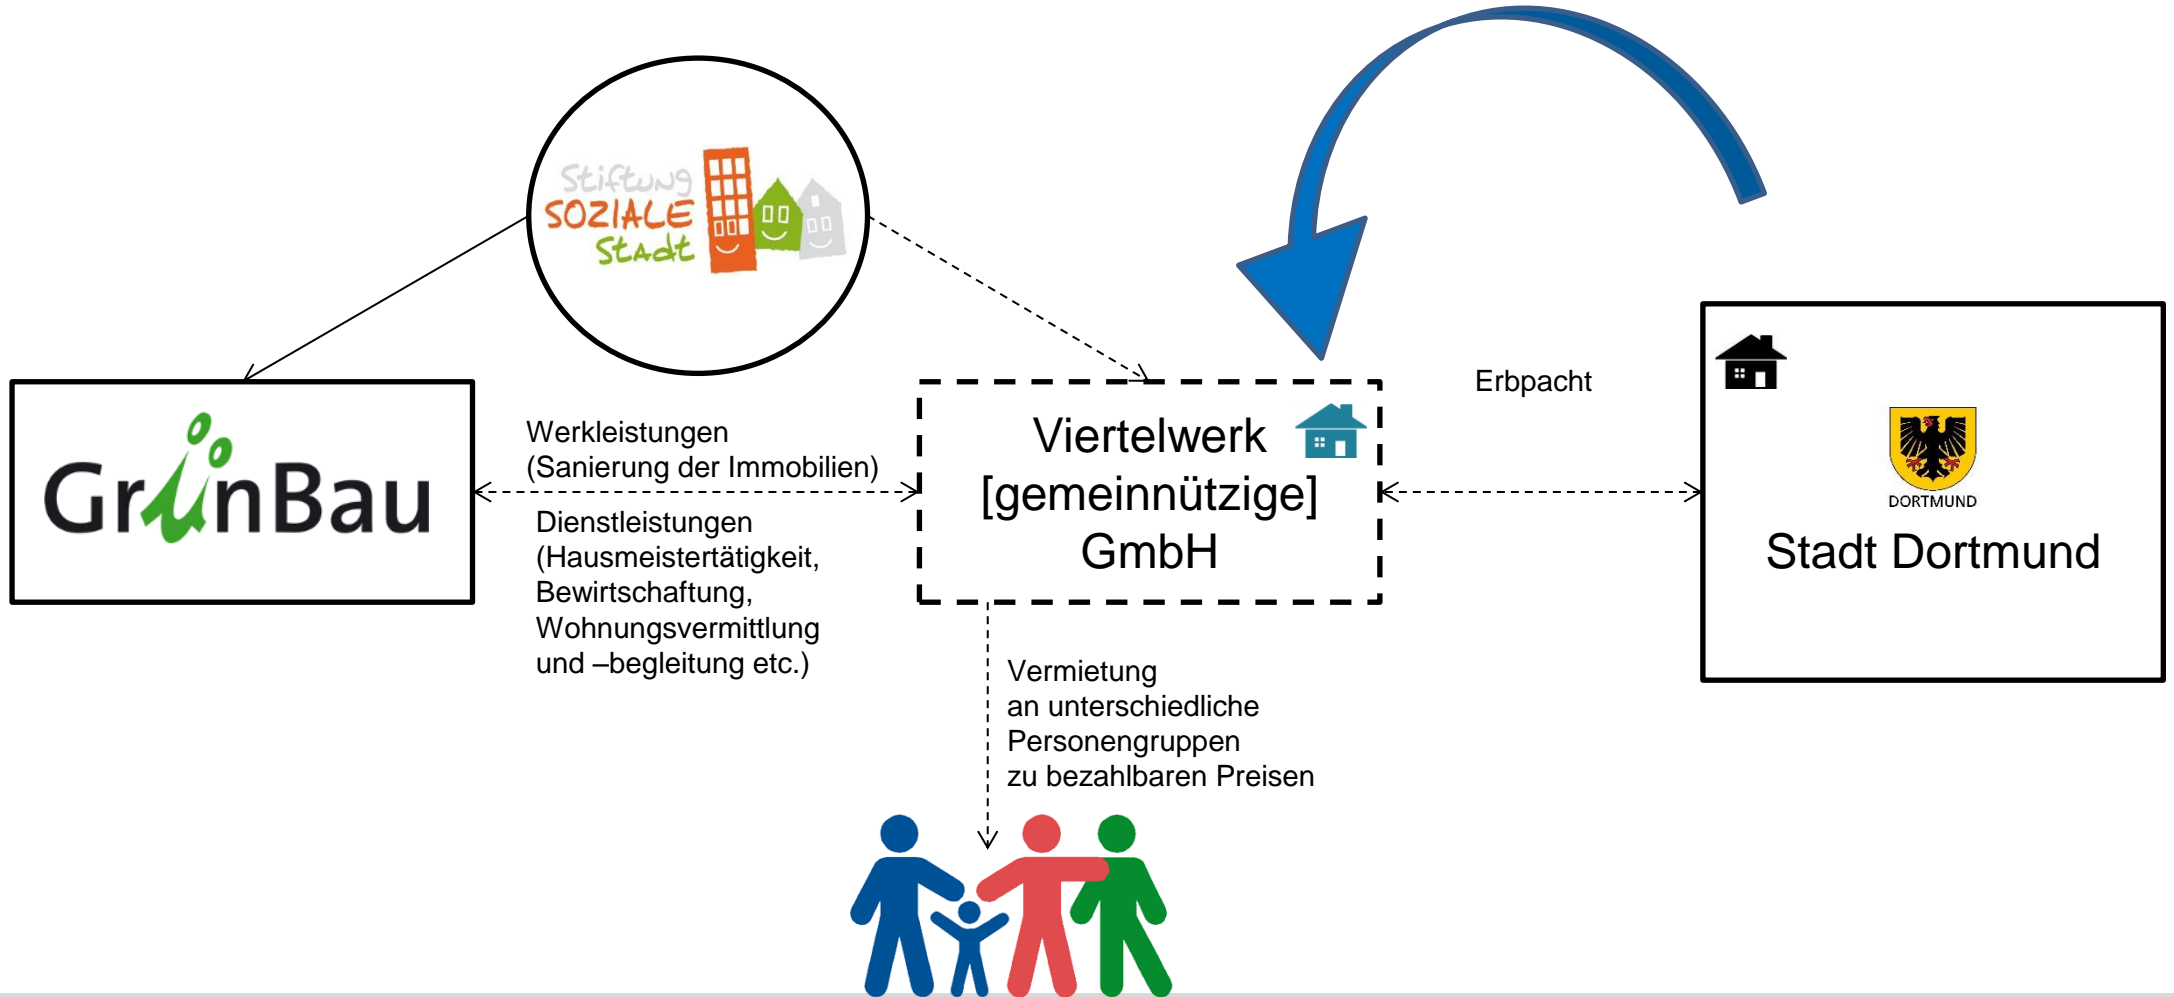 Stiftung
SOZIALE
Stadt
GrünBau
Werkleistungen
(Sanierung der Immobilien)
Dienstleistungen
(Hausmeistertätigkeit,
Bewirtschaftung,
Wohnungsvermittlung
und –begleitung etc.)
Viertelwerk
[gemeinnützige]
GmbH
Vermietung
an unterschiedliche
Personengruppen
zu bezahlbaren Preisen
Erbpacht
DORTMUND
Stadt Dortmund